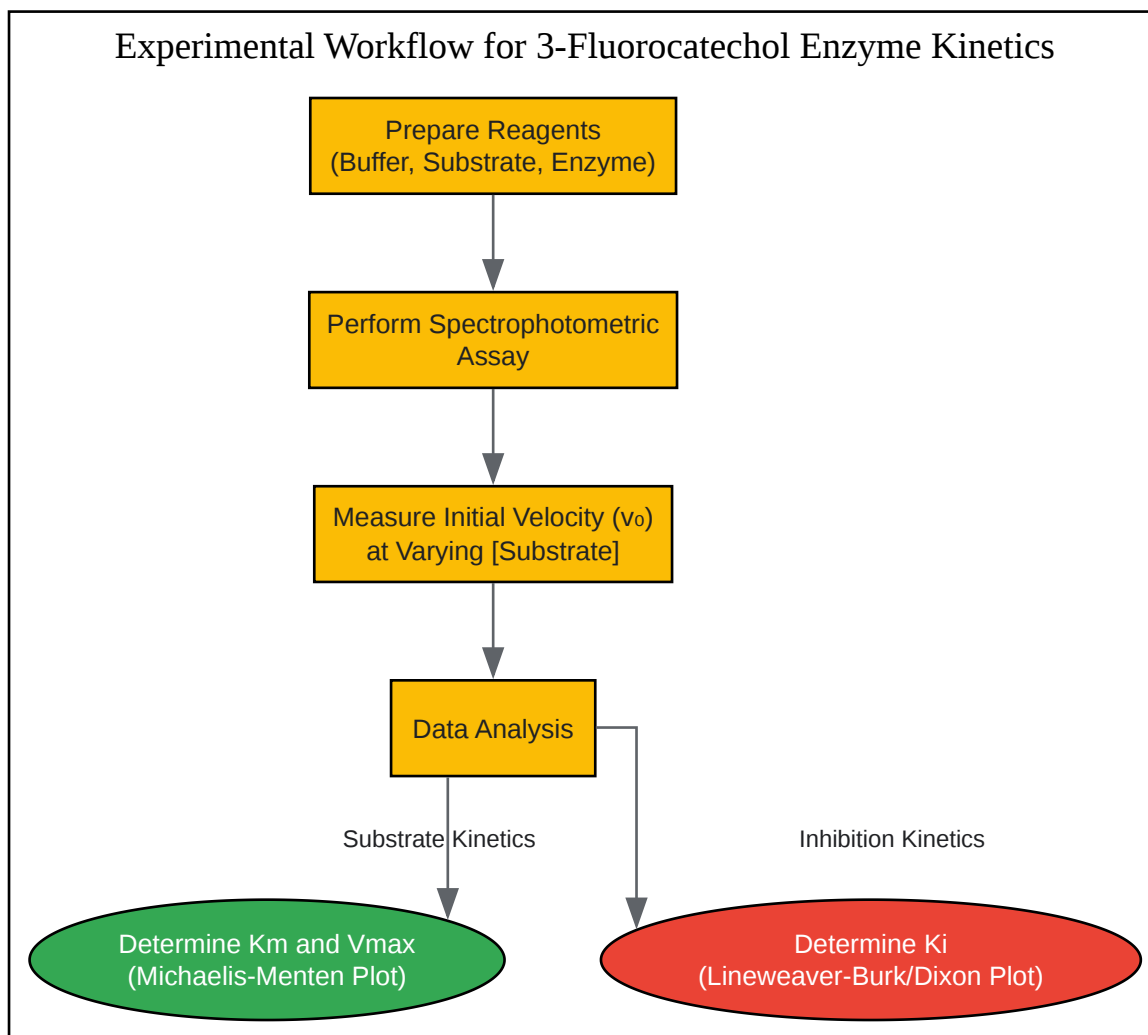 Experimental Workflow for 3-Fluorocatechol Enzyme Kinetics
Prepare Reagents
(Buffer, Substrate, Enzyme)
Perform Spectrophotometric
Assay
Measure Initial Velocity (v₀)
at Varying [Substrate]
Data Analysis
Substrate Kinetics
Inhibition Kinetics
Determine Km and Vmax
(Michaelis-Menten Plot)
Determine Ki
(Lineweaver-Burk/Dixon Plot)